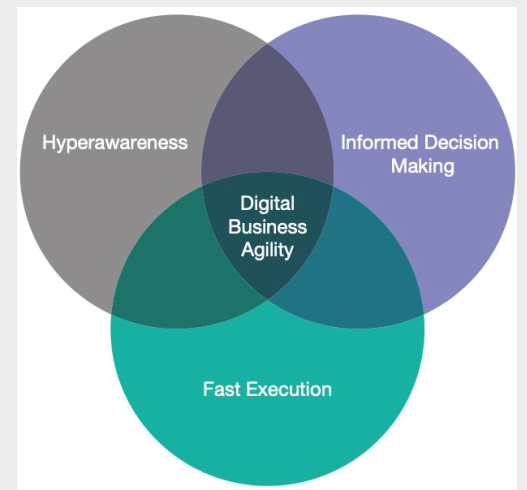 Hyperawareness
Informed Decision
Making
Digital
Business
Agility
Fast Execution